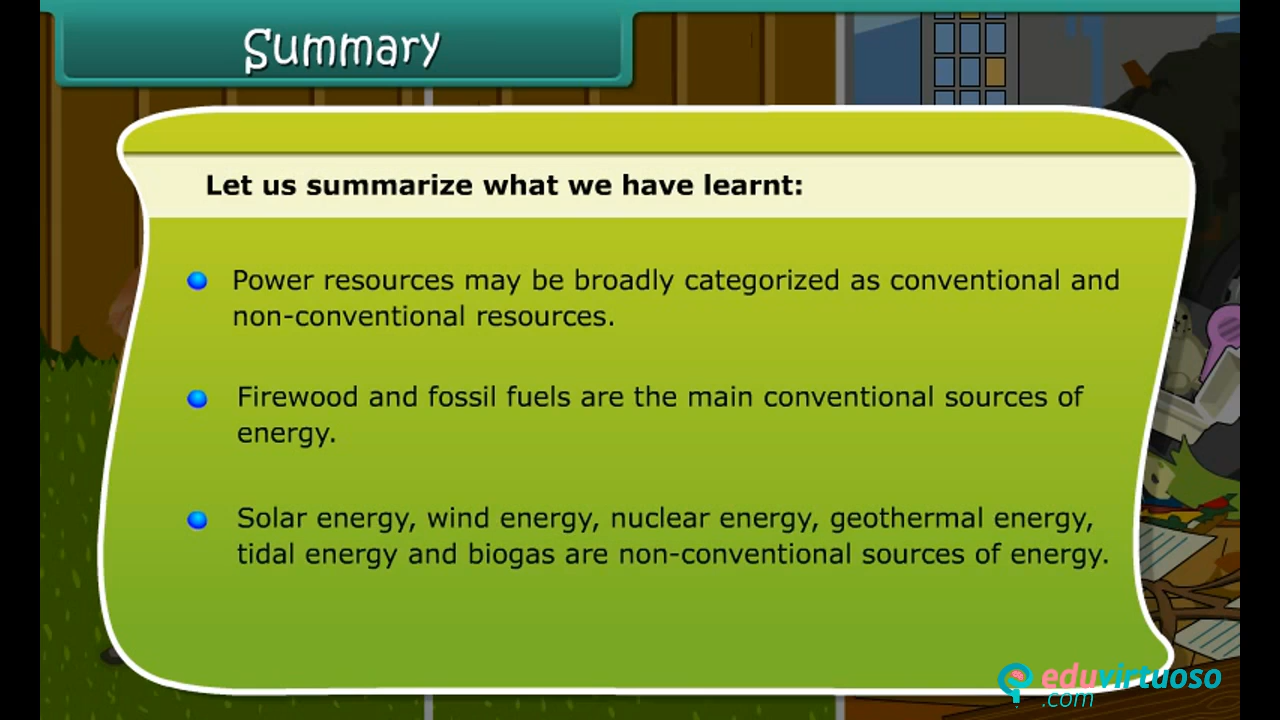 Summary
Let us summarize what we have learnt:
Power resources may be broadly categorized as conventional and
non-conventional resources.
Firewood and fossil fuels are the main conventional sources of
energy.
Solar energy, wind energy, nuclear energy, geothermal energy,
tidal energy and biogas are non-conventional sources of energy.
eduvirtuoso
.com